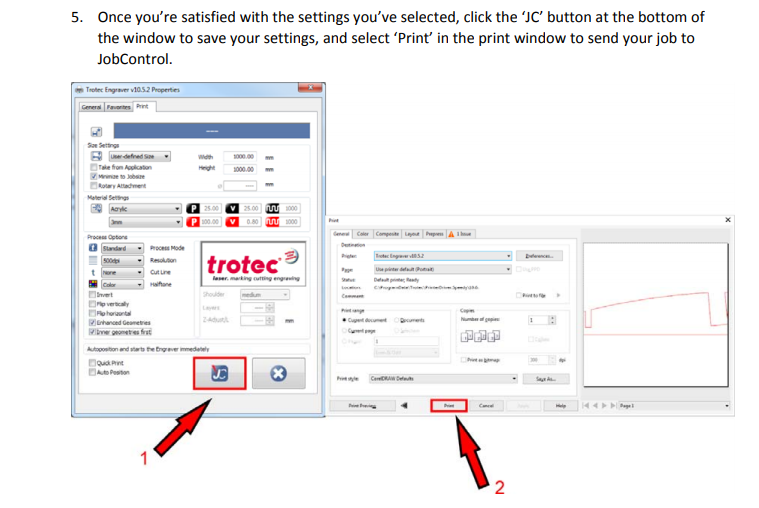 5. Once you’re satisfied with the settings you’ve selected, click the ‘JC’ button at the bottom of
the window to save your settings, and select ‘Print’ in the print window to send your job to
JobControl.
Trotec Engraver v10.5.2 Properties
General Favorites Print
Size Settings
User-defined Size Width 1000.00 mm
Take from Application Height 1000.00 mm
Minimize to Jobsize
Rotary Attachment mm
Material Settings
Acrylic P 25.00 V 25.00 1000
3mm P 100.00 V 0.80 1000
Process Options
Standard Process Mode
500dpi Resolution
None Cut Line
Color Halftone
trotec
laser. marking cutting engraving
Invert
Flip vertically
Flip horizontal
Enhanced Geometries
Inner geometries first
Shoulder medium
Layers
mm
Autoposition and starts the Engraver immediately
Quick Print
Auto Position
JC
1
Print
General Color Composite Layout Prepress 1 Issue
Destination
Printer: Trotec Engraver v10.5.2 Preferences...
Page: Use printer default (Portrait)
Status: Default printer; Ready
Location:
Comment: Print to file
Print range
Current document Documents
Current page
1
Copies
Number of copies: 1
Print as bitmap: dpi
Print style: CorelDRAW Defaults Save As...
Print Preview Print Cancel Help Page 1
2